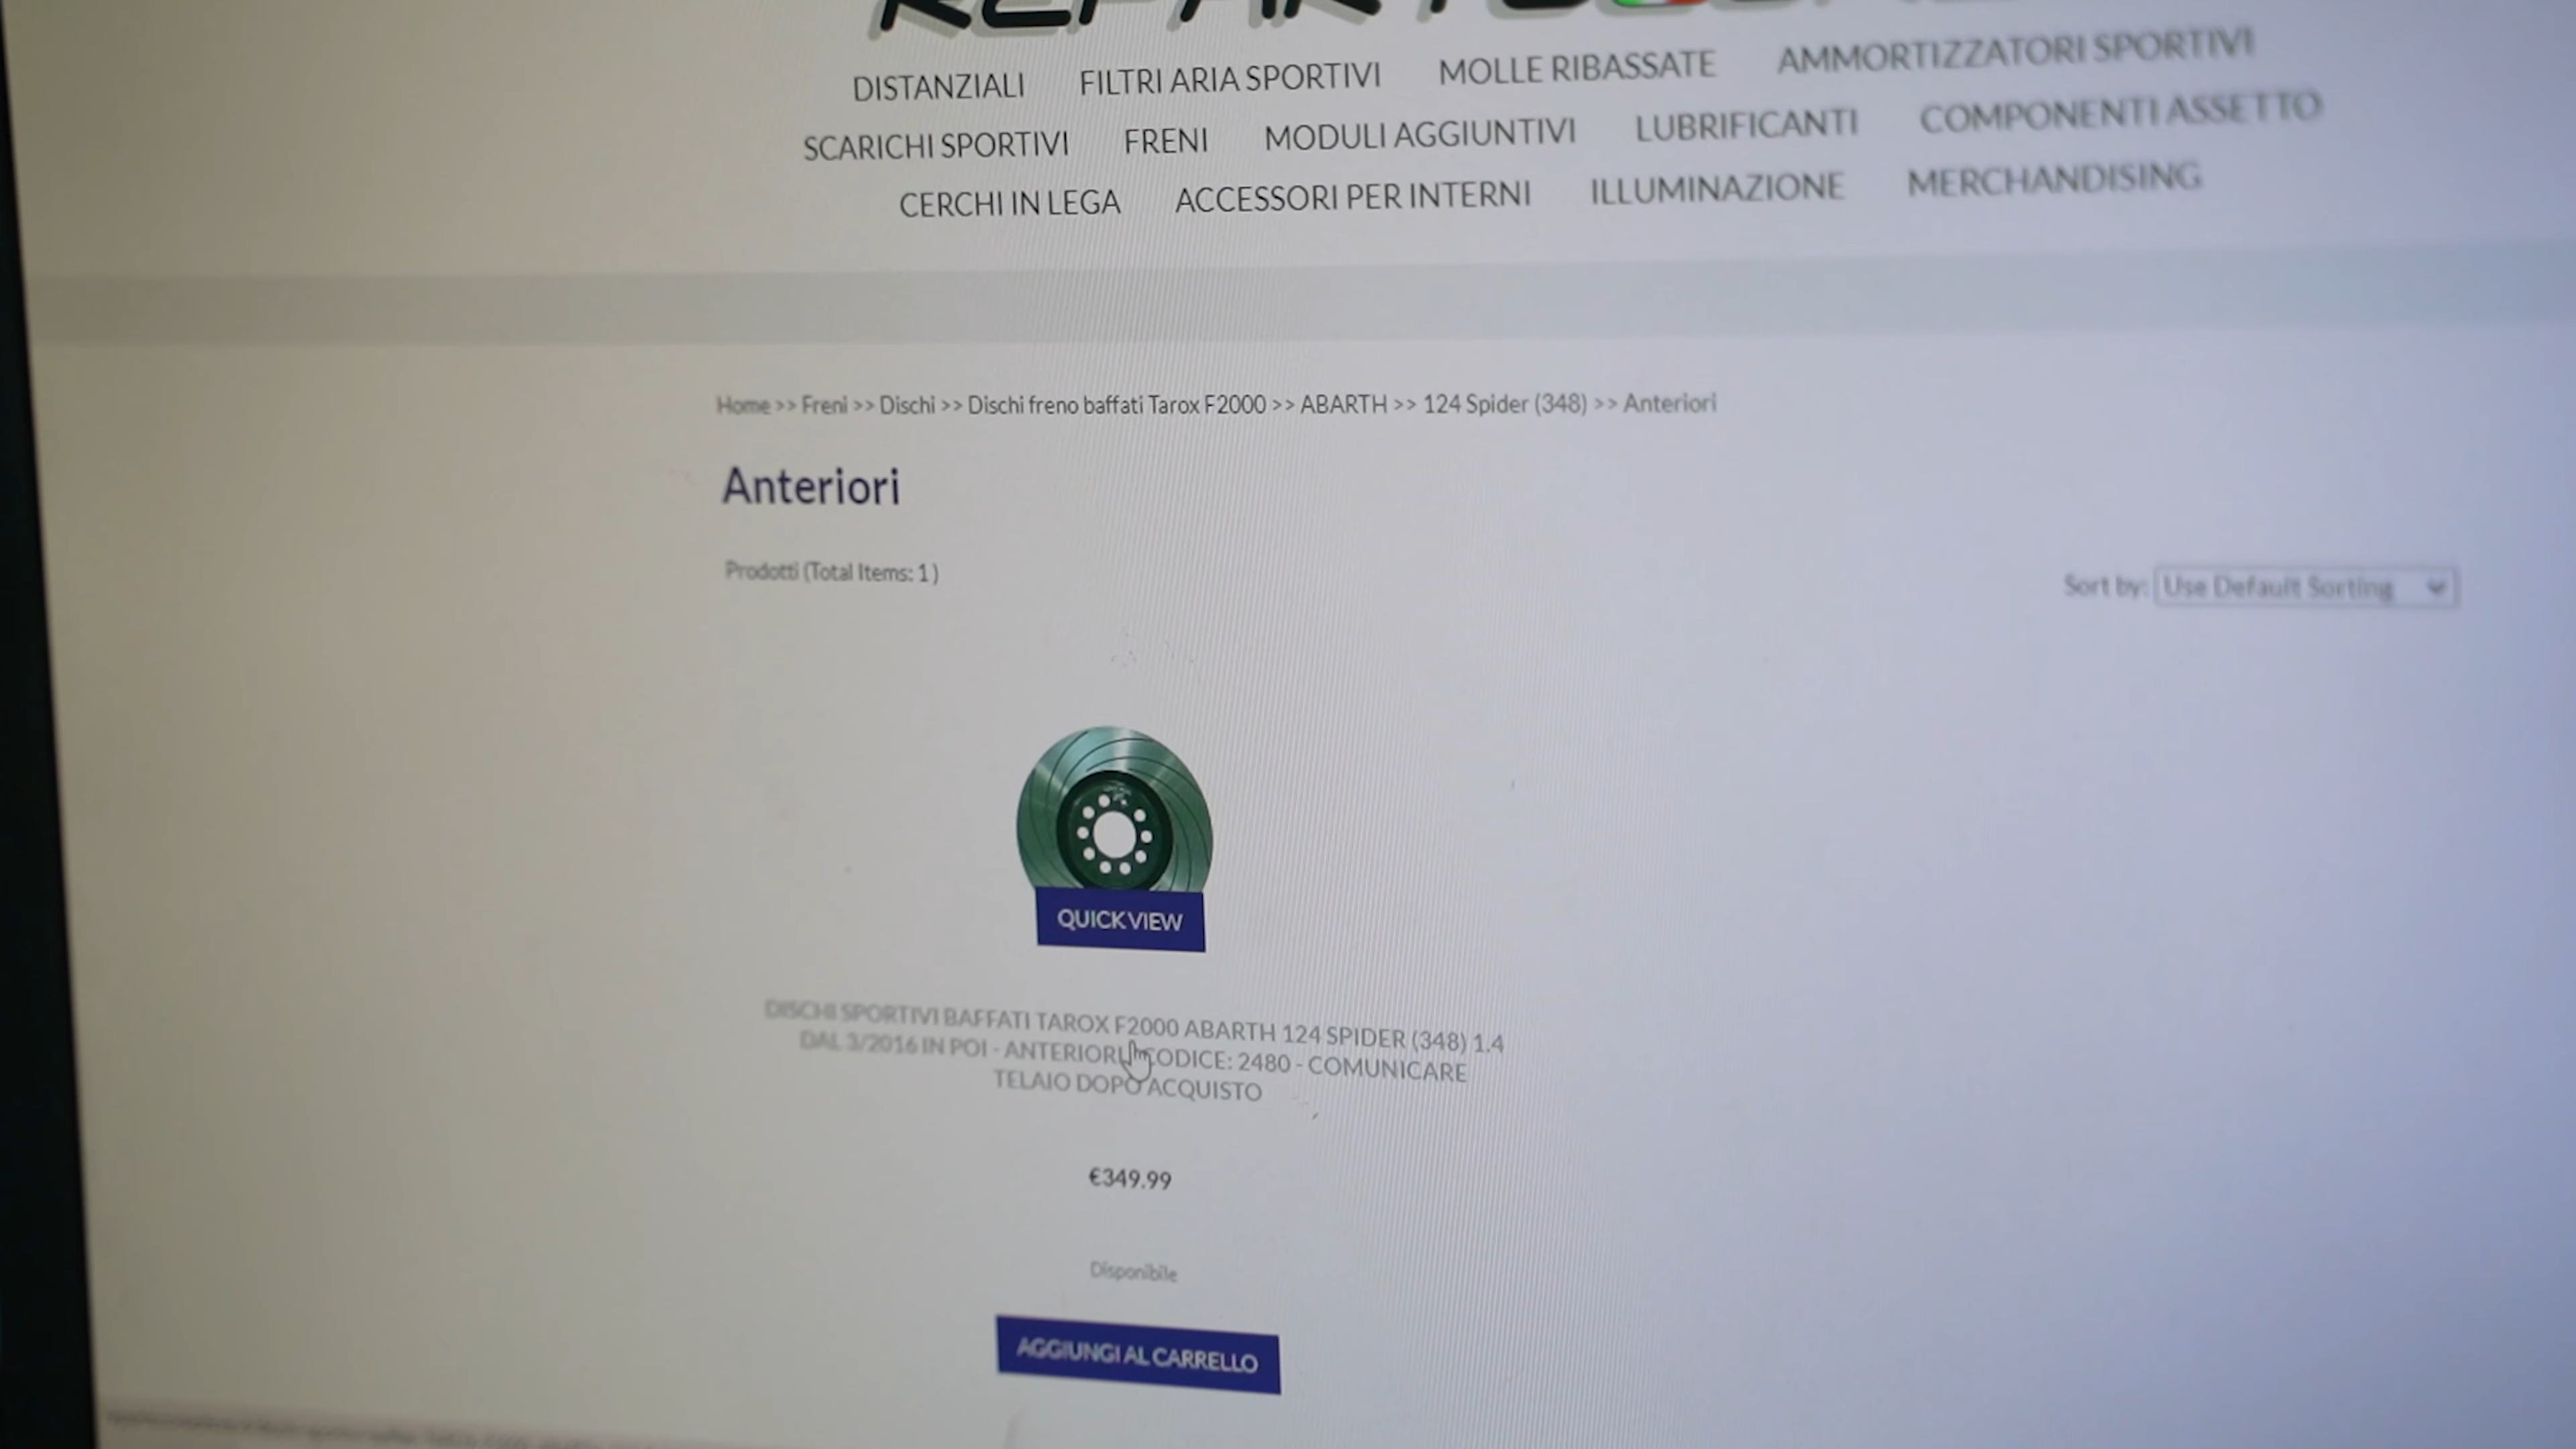 DISTANZIALI FILTRI ARIA SPORTIVI MOLLE RIBASSATE AMMORTIZZATORI SPORTIVI
SCARICHI SPORTIVI FRENI MODULI AGGIUNTIVI LUBRIFICANTI COMPONENTI ASSETTO
CERCHI IN LEGA ACCESSORI PER INTERNI ILLUMINAZIONE MERCHANDISING
Home >> Freni >> Dischi >> Dischi freno baffati Tarox F2000 >> ABARTH >> 124 Spider (348) >> Anteriori
Anteriori
Prodotti (Total Items: 1 )
Sort by: Use Default Sorting
QUICK VIEW
DISCHI SPORTIVI BAFFATI TAROX F2000 ABARTH 124 SPIDER (348) 1.4
DAL 3/2016 IN POI - ANTERIORI CODICE: 2480 - COMUNICARE
TELAIO DOPO ACQUISTO
€349.99
Disponibile
AGGIUNGI AL CARRELLO